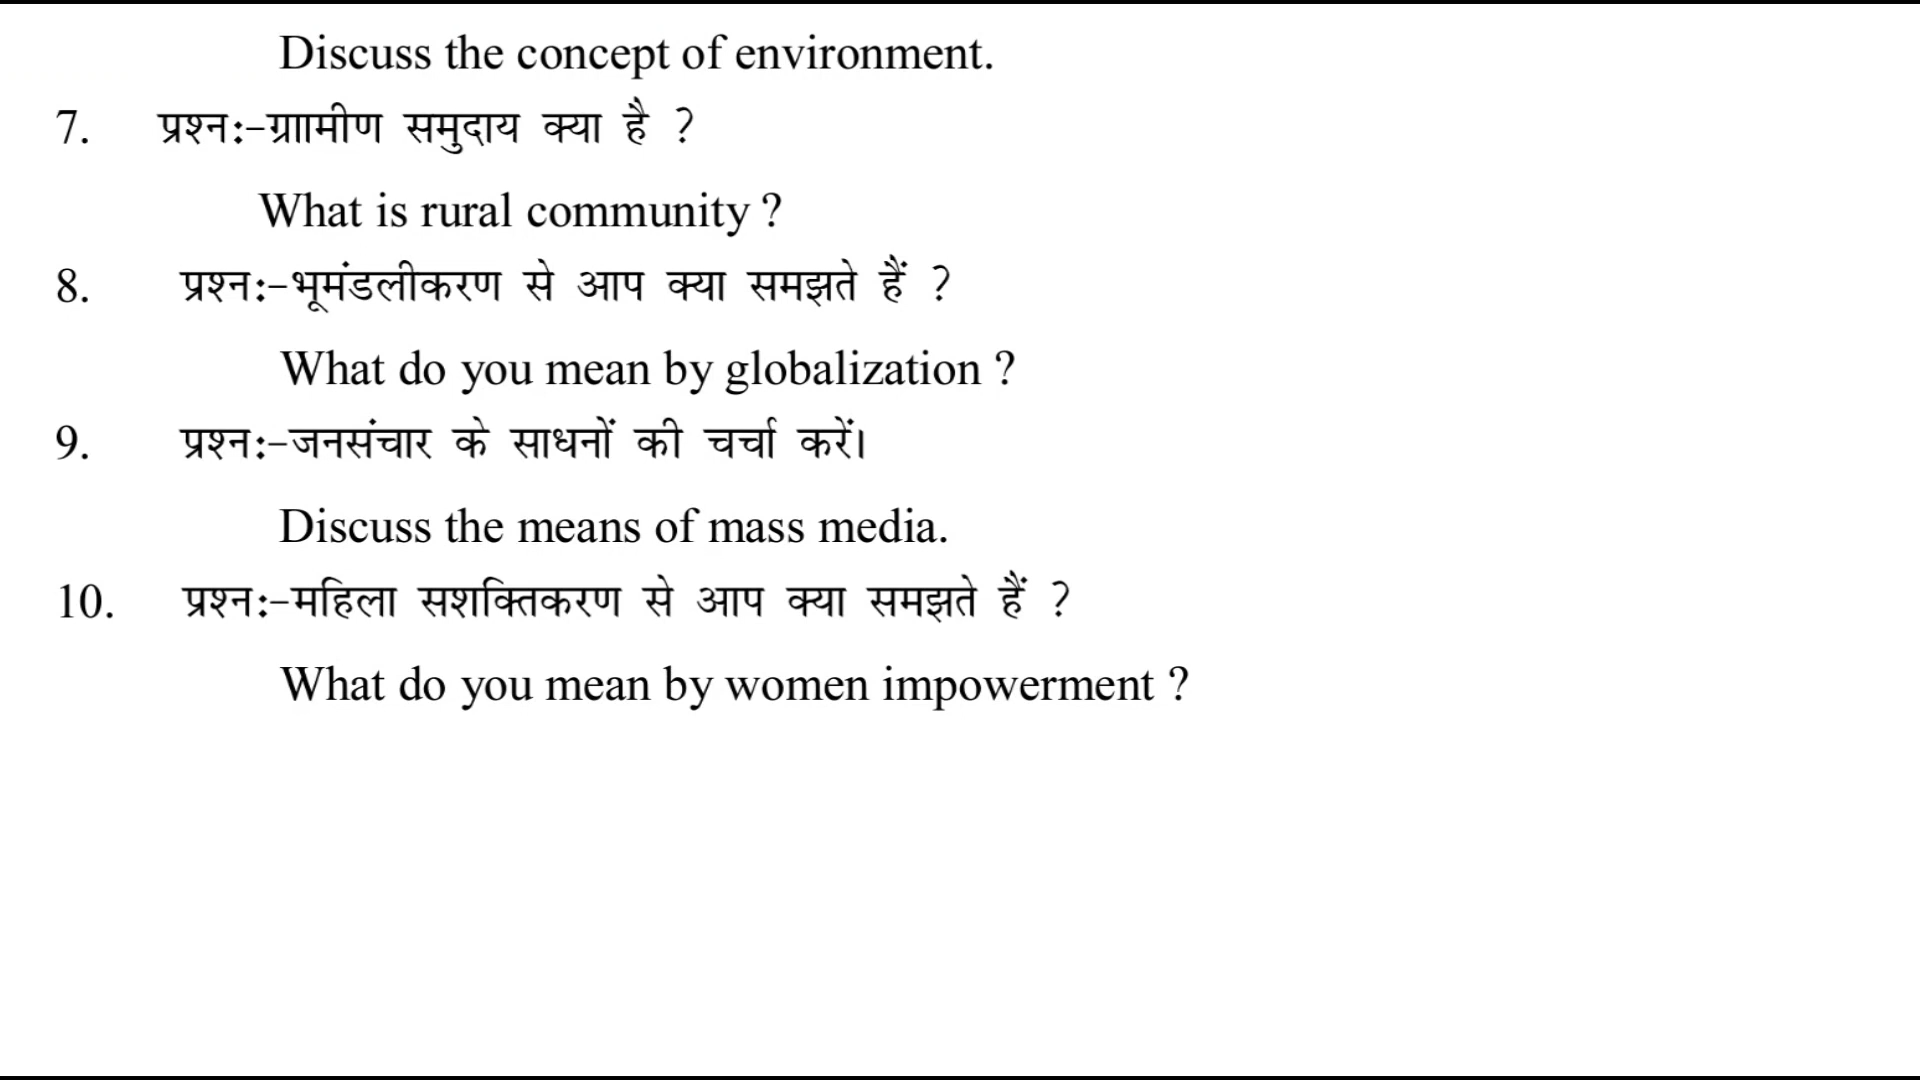 Discuss the concept of environment.
7. प्रश्नः-ग्राामीण समुदाय क्या है ?
What is rural community ?
8. प्रश्नः-भूमंडलीकरण से आप क्या समझते हैं ?
What do you mean by globalization ?
9. प्रश्नः-जनसंचार के साधनों की चर्चा करें।
Discuss the means of mass media.
10. प्रश्नः-महिला सशक्तिकरण से आप क्या समझते हैं ?
What do you mean by women impowerment ?